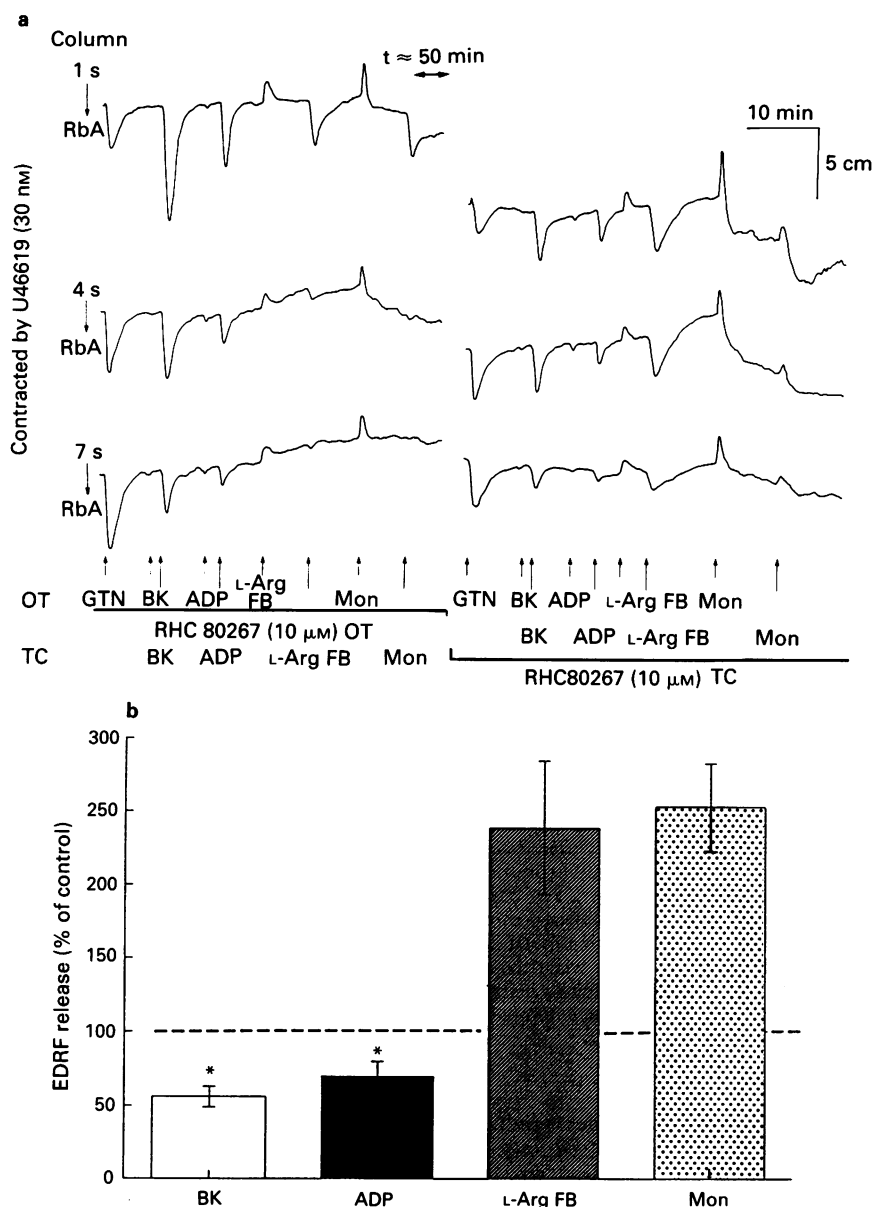 a
Column
1 s
RbA
t ≈ 50 min
10 min
5 cm
Contracted by U46619 (30 nM)
4 s
RbA
7 s
RbA
OT GTN BK ADP L-Arg FB Mon GTN BK ADP L-Arg FB Mon
RHC 80267 (10 μM) OT BK ADP L-Arg FB Mon
TC BK ADP L-Arg FB Mon RHC80267 (10 μM) TC
b
EDRF release (% of control)
300
250
200
150
100
50
0
* *
BK ADP L-Arg FB Mon